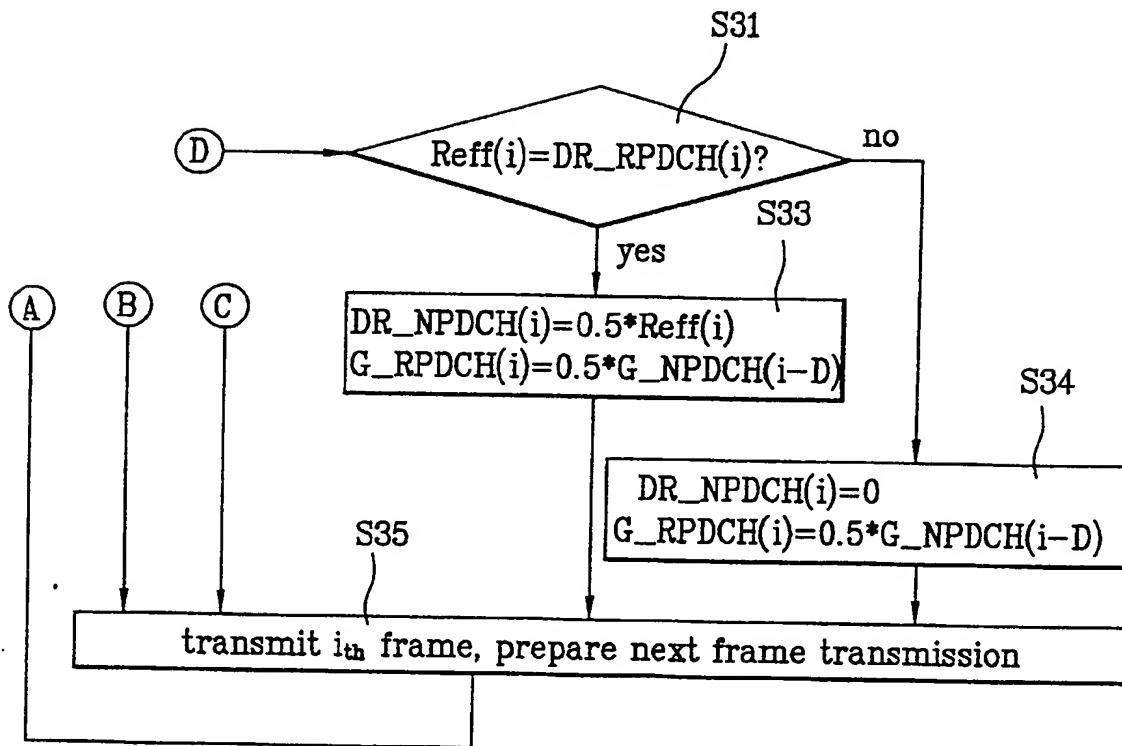 S31
D
Reff(i)=DR_RPDCH(i)?
no
yes
S33
A
B
C
DR_NPDCH(i)=0.5*Reff(i)
G_RPDCH(i)=0.5*G_NPDCH(i-D)
S34
DR_NPDCH(i)=0
G_RPDCH(i)=0.5*G_NPDCH(i-D)
S35
transmit ith frame, prepare next frame transmission